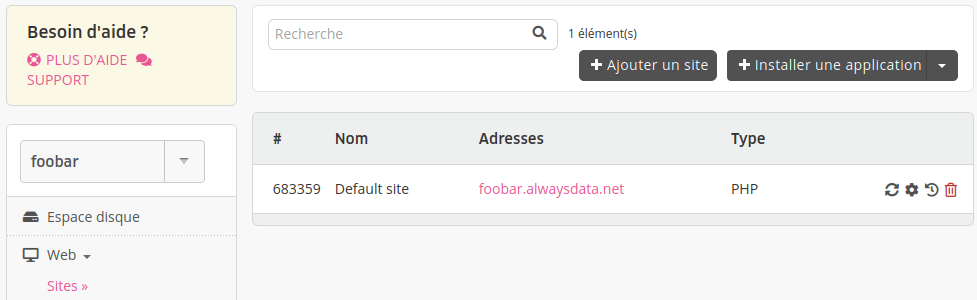 Besoin d'aide ?
PLUS D'AIDE
SUPPORT
foobar
Espace disque
Web
Sites »
Recherche
1 élément(s)
Ajouter un site
Installer une application
# Nom Adresses Type
683359 Default site foobar.alwaysdata.net PHP